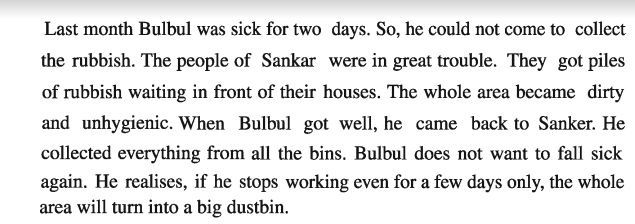 Last month Bulbul was sick for two days. So, he could not come to collect
the rubbish. The people of Sankar were in great trouble. They got piles
of rubbish waiting in front of their houses. The whole area became dirty
and unhygienic. When Bulbul got well, he came back to Sanker. He
collected everything from all the bins. Bulbul does not want to fall sick
again. He realises, if he stops working even for a few days only, the whole
area will turn into a big dustbin.